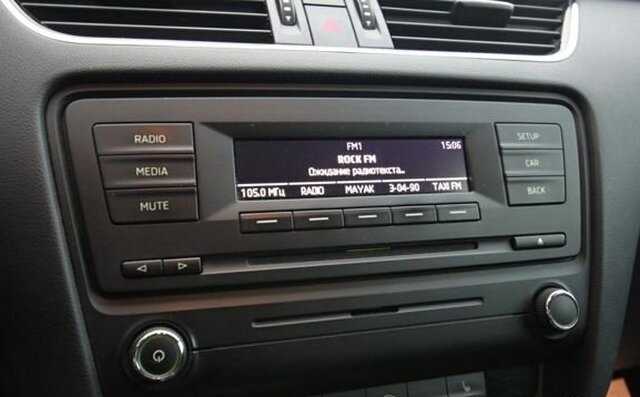 RADIO
MEDIA
MUTE
FM1 15:06
ROCK FM
Ожидание радиотекста...
105.0 МГц RADIO MAYAK 3-04-90 TAXI FM
SETUP
CAR
BACK